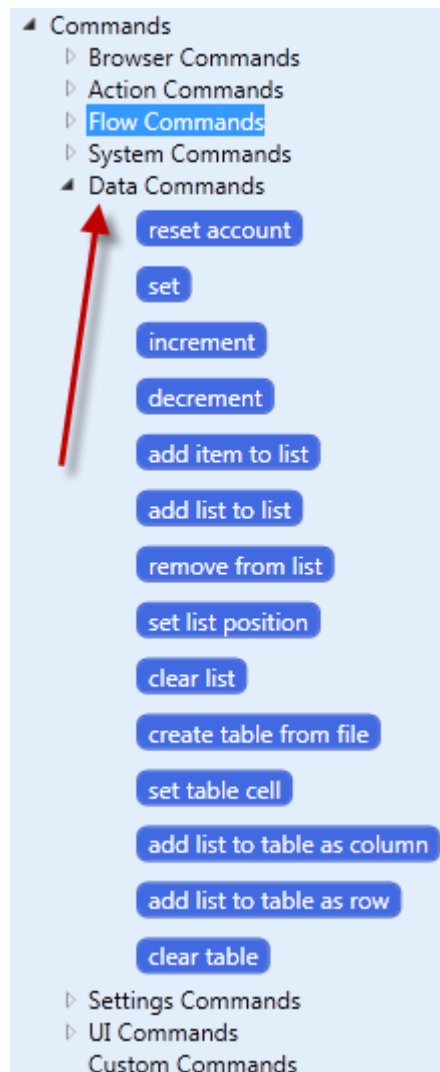 Commands
Browser Commands
Action Commands
Flow Commands
System Commands
Data Commands
reset account
set
increment
decrement
add item to list
add list to list
remove from list
set list position
clear list
create table from file
set table cell
add list to table as column
add list to table as row
clear table
Settings Commands
UI Commands
Custom Commands